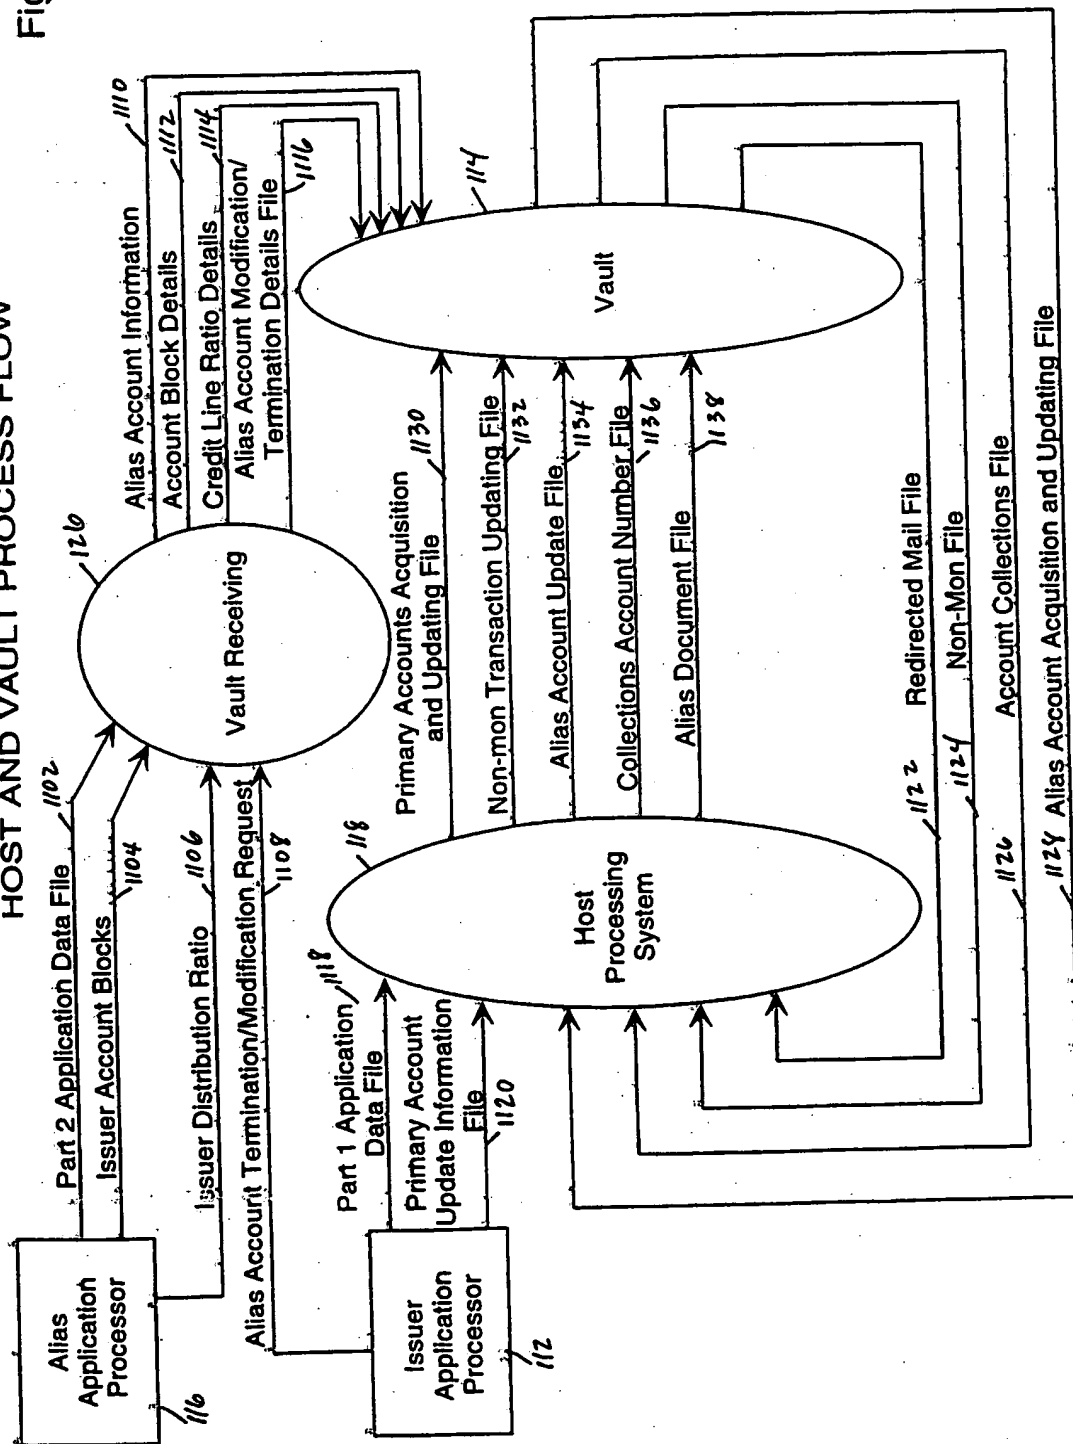 HOST AND VAULT PROCESS FLOW
Fig
Alias
Application
Processor
116
Part 2 Application Data File
1102
Issuer Account Blocks
1104
Issuer Distribution Ratio
1106
Alias Account Termination/Modification Request
1108
Vault Receiving
126
Alias Account Information
1110
Account Block Details
1112
Credit Line Ratio Details
1114
Alias Account Modification/
Termination Details File
1116
Issuer
Application
Processor
112
Part 1 Application
Data File
1118
Primary Account
Update Information
File
1120
Host
Processing
System
118
Primary Accounts Acquisition
and Updating File
1130
Non-mon Transaction Updating File
1132
Alias Account Update File
1134
Collections Account Number File
1136
Alias Document File
1138
Vault
114
1122
Redirected Mail File
1124
Non-Mon File
1126
Account Collections File
1128
Alias Account Acquisition and Updating File